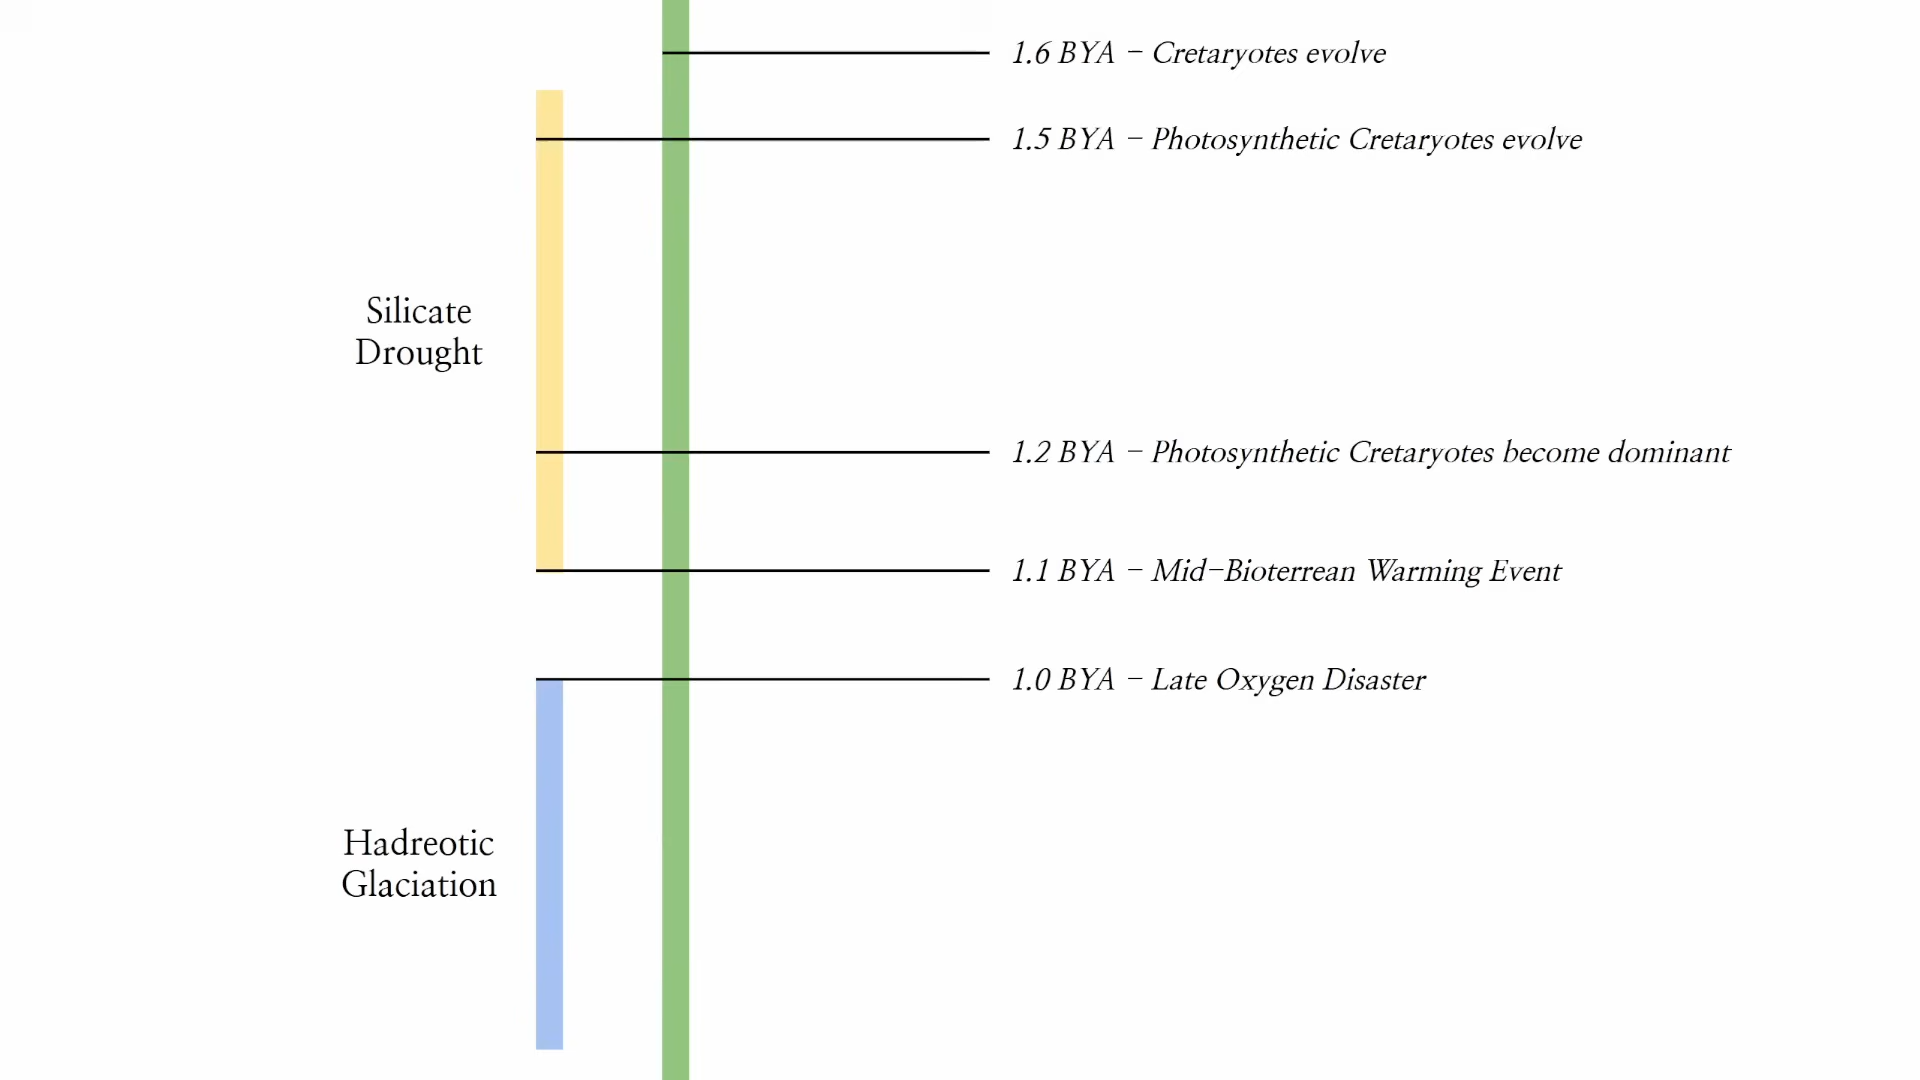 1.6 BYA – Cretaryotes evolve
1.5 BYA – Photosynthetic Cretaryotes evolve
Silicate
Drought
1.2 BYA – Photosynthetic Cretaryotes become dominant
1.1 BYA – Mid–Bioterrean Warming Event
1.0 BYA – Late Oxygen Disaster
Hadreotic
Glaciation